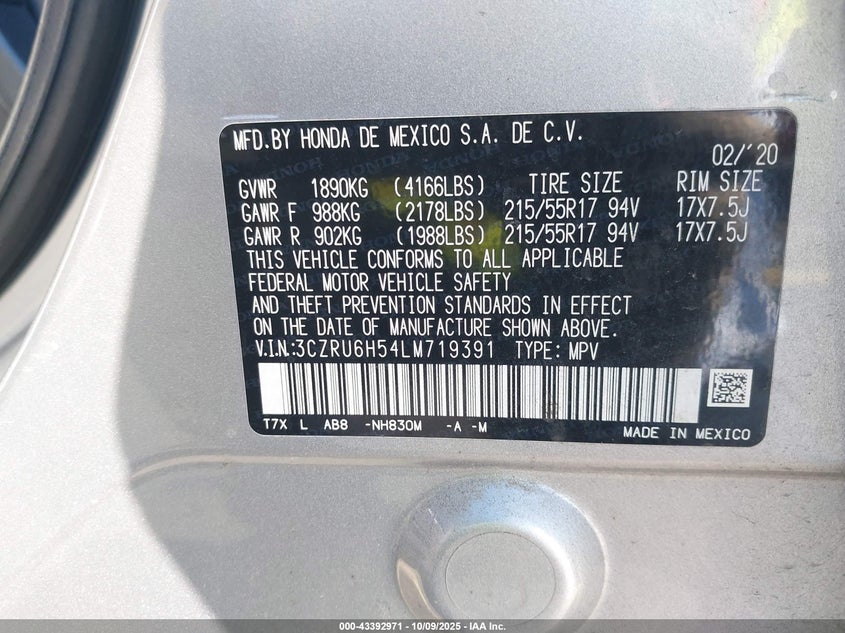 MFD.BY HONDA DE MEXICO S.A. DE C.V.
02/'20
GVWR 1890KG (4166LBS) TIRE SIZE RIM SIZE
GAWR F 988KG (2178LBS) 215/55R17 94V 17X7.5J
GAWR R 902KG (1988LBS) 215/55R17 94V 17X7.5J
THIS VEHICLE CONFORMS TO ALL APPLICABLE
FEDERAL MOTOR VEHICLE SAFETY
AND THEFT PREVENTION STANDARDS IN EFFECT
ON THE DATE OF MANUFACTURE SHOWN ABOVE.
V.I.N:3CZRU6H54LM719391 TYPE: MPV
T7X L AB8 -NH830M -A -M
MADE IN MEXICO
000-43392971 | 10/09/2025 | IAA Inc.